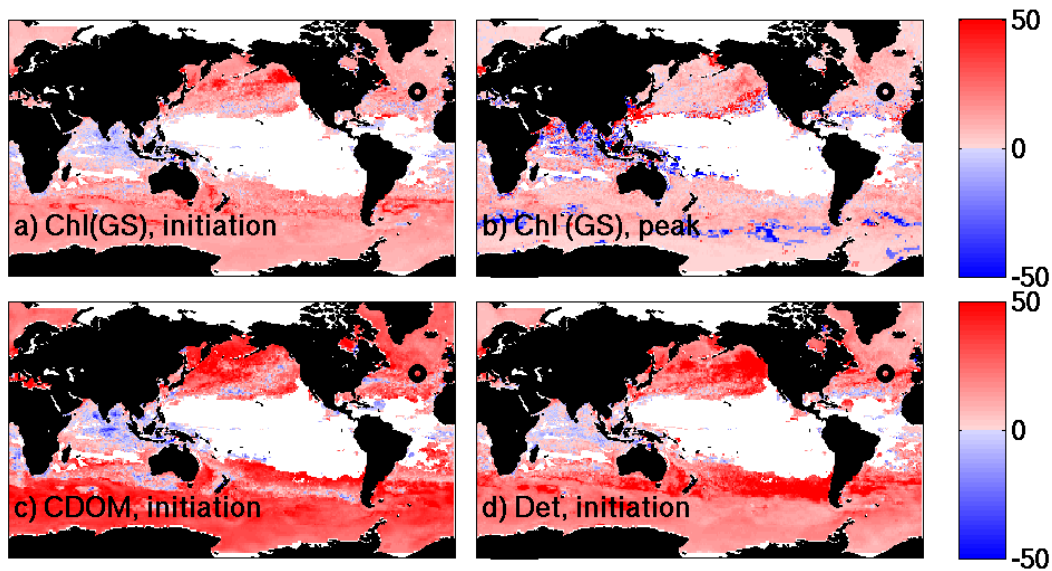 a) Chl(GS), initiation
b) Chl (GS), peak
50
0
-50
c) CDOM, initiation
d) Det, initiation
50
0
-50